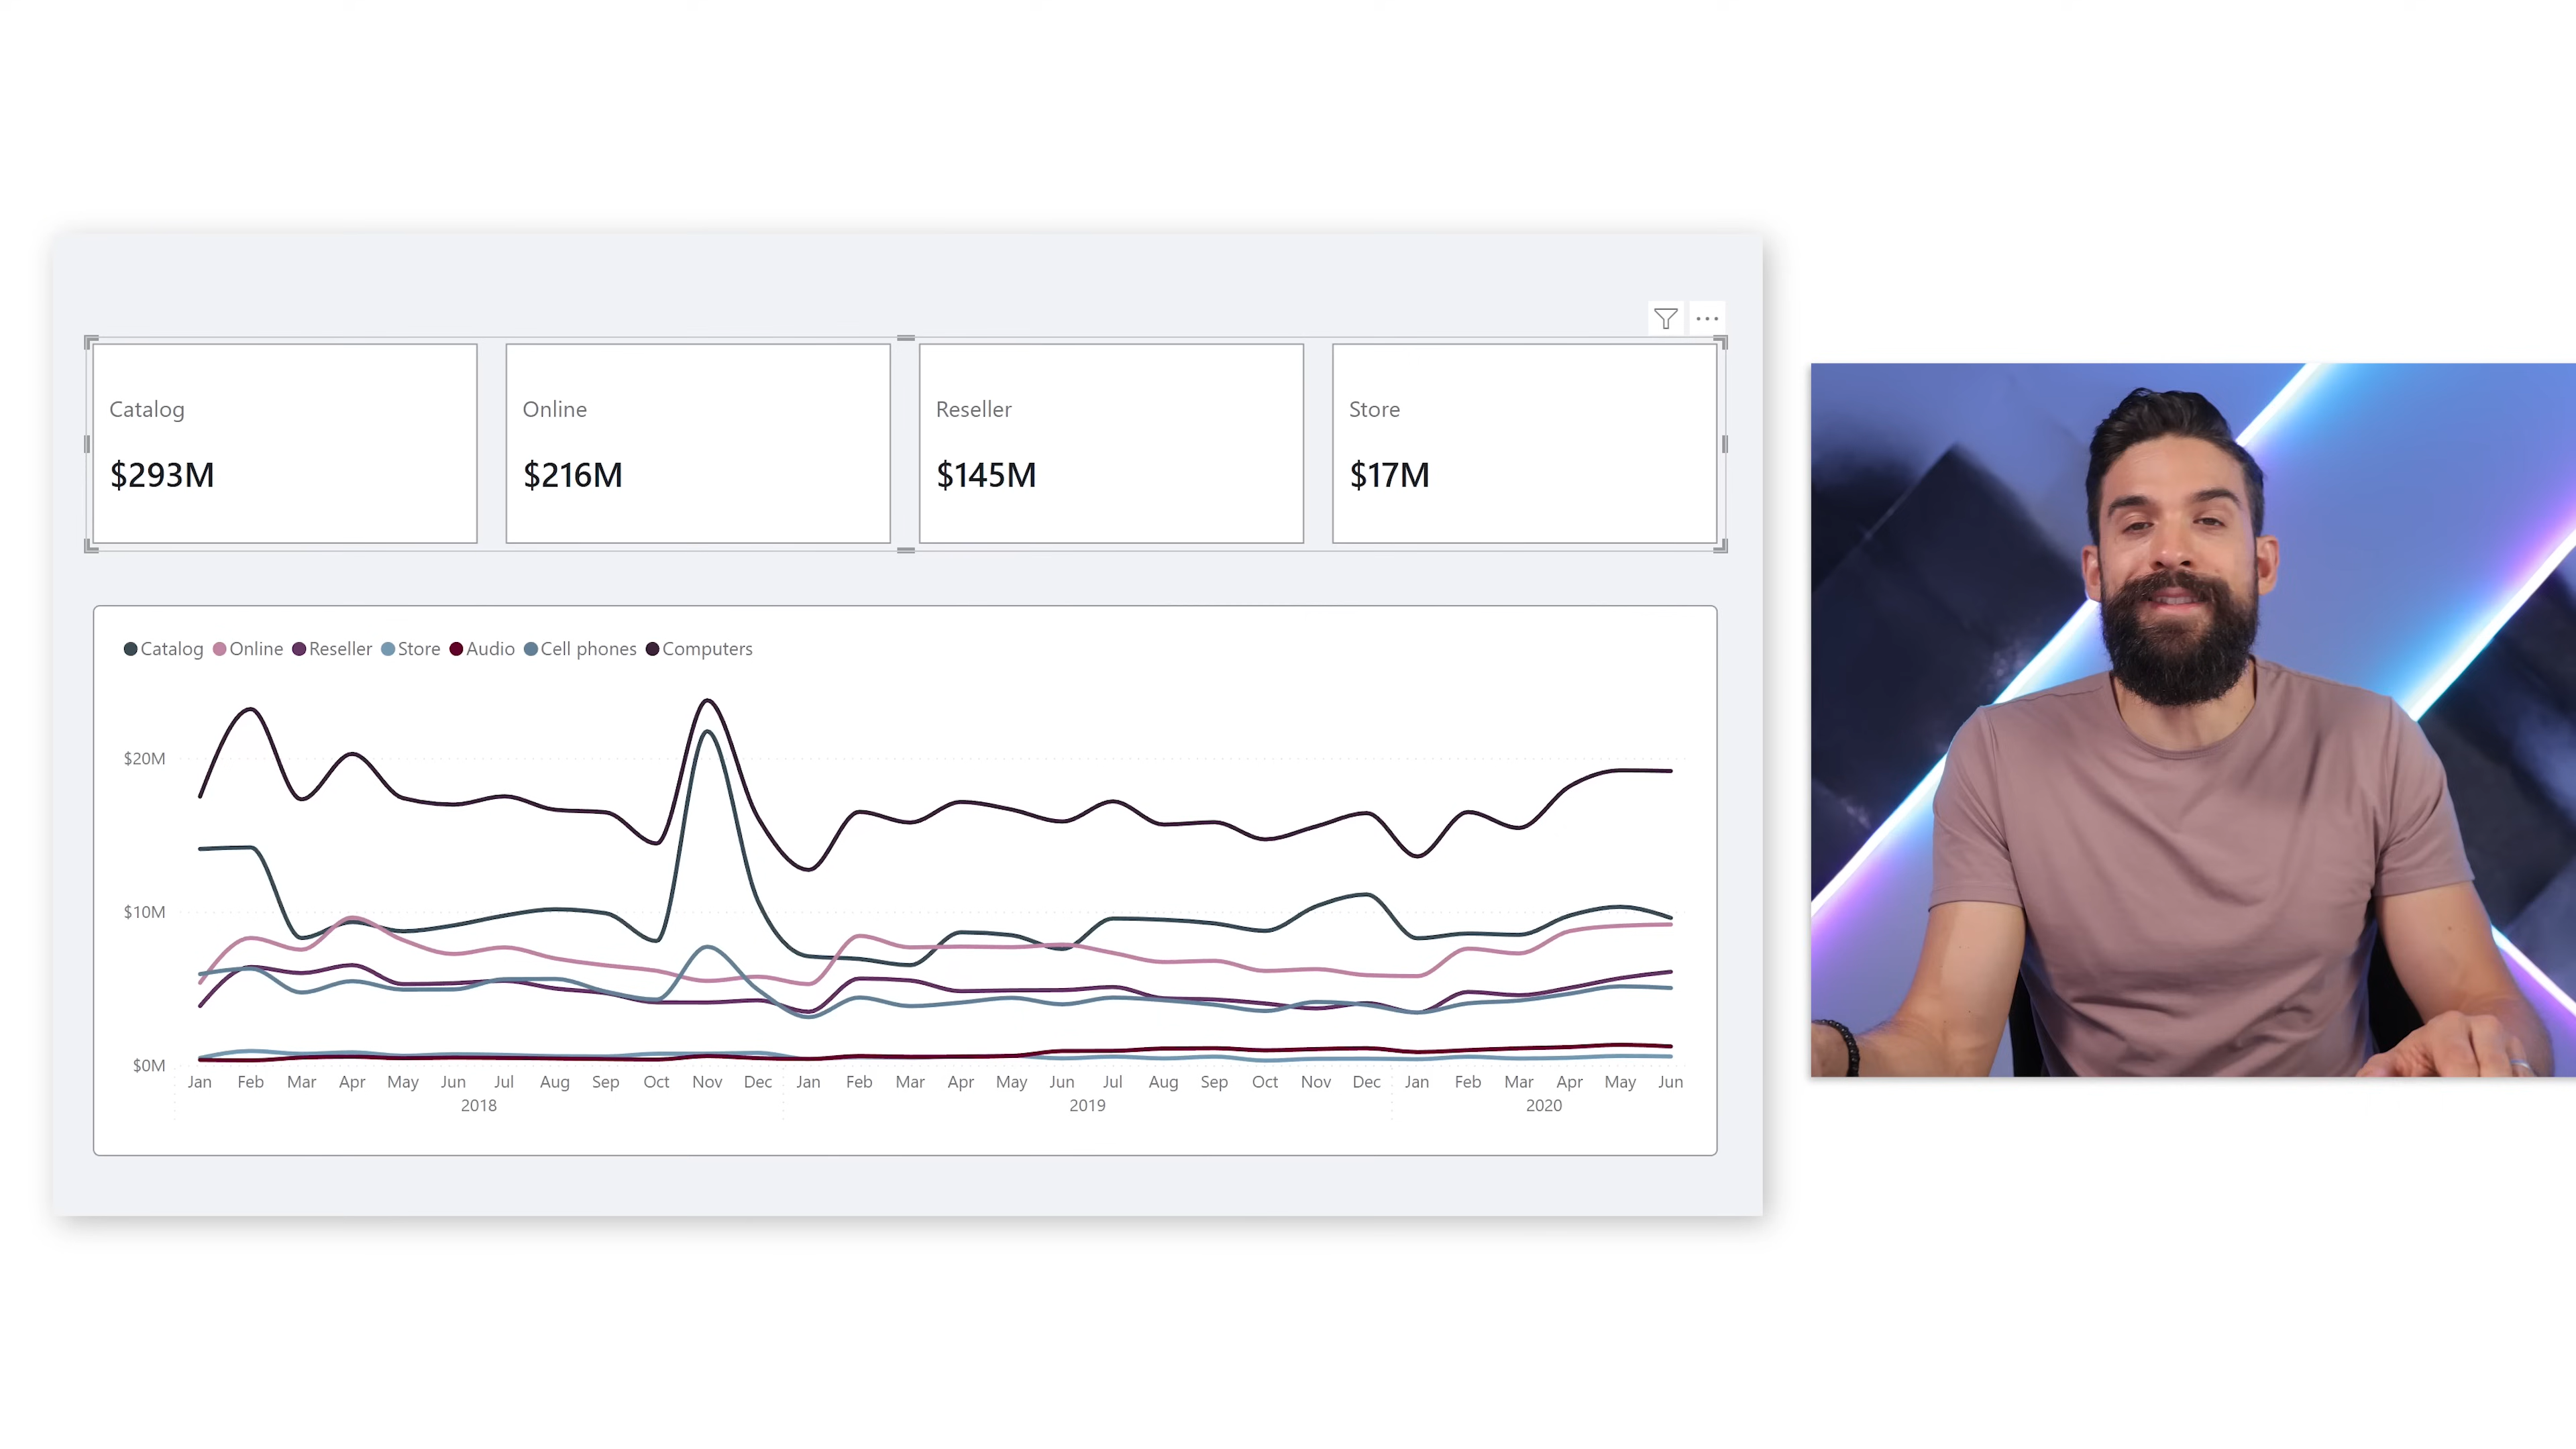 Catalog
$293M
Online
$216M
Reseller
$145M
Store
$17M
Catalog Online Reseller Store Audio Cell phones Computers
$20M
$10M
$0M
Jan Feb Mar Apr May Jun Jul Aug Sep Oct Nov Dec Jan Feb Mar Apr May Jun Jul Aug Sep Oct Nov Dec Jan Feb Mar Apr May Jun
2018 2019 2020